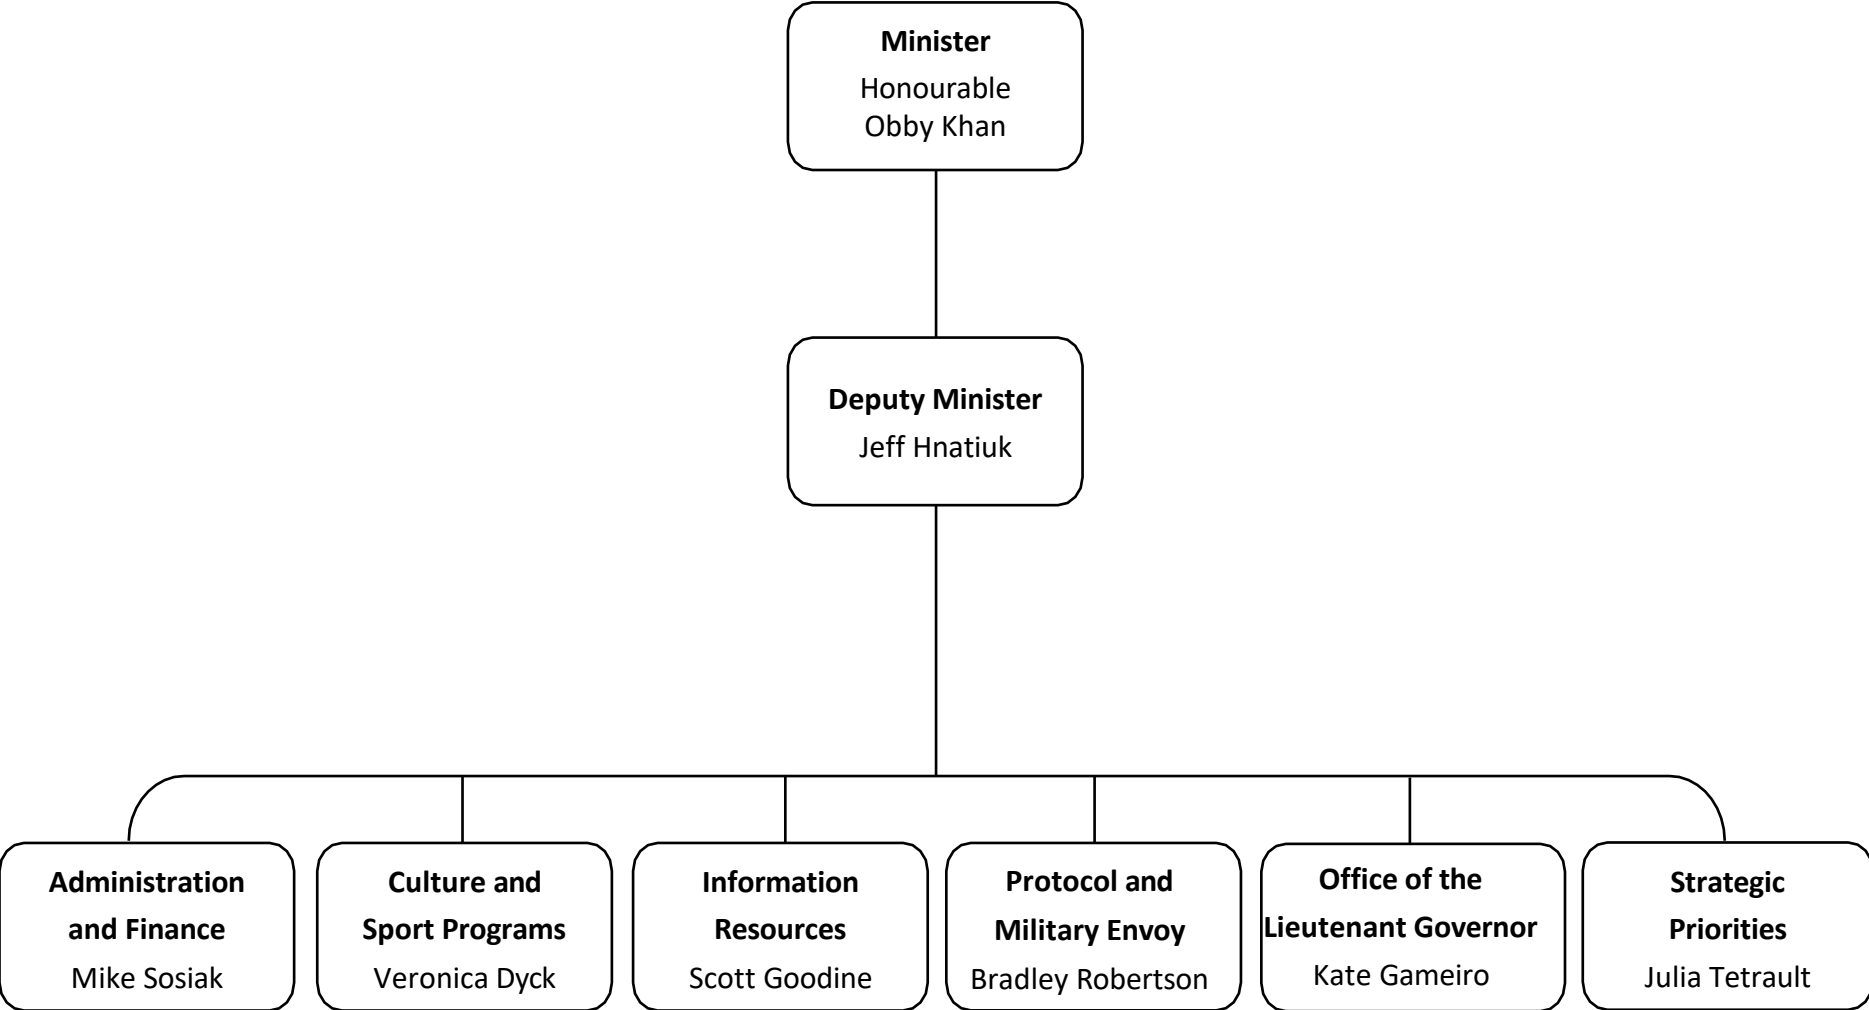 Minister
Honourable
Obby Khan
Deputy Minister
Jeff Hnatiuk
Administration
and Finance
Mike Sosiak
Culture and
Sport Programs
Veronica Dyck
Information
Resources
Scott Goodine
Protocol and
Military Envoy
Bradley Robertson
Office of the
Lieutenant Governor
Kate Gameiro
Strategic
Priorities
Julia Tetrault